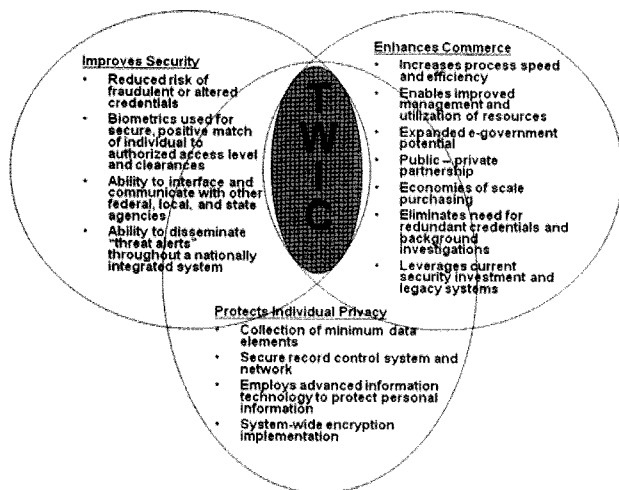 Improves Security
• Reduced risk of
fraudulent or altered
credentials
• Biometrics used for
secure, positive match
of individual to
authorized access level
and clearances
• Ability to interface and
communicate with other
federal, local, and state
agencies
• Ability to disseminate
"threat alerts"
throughout a nationally
integrated system
T
W
I
C
Enhances Commerce
• Increases process speed
and efficiency
• Enables improved
management and
utilization of resources
• Expanded e-government
potential
• Public – private
partnership
• Economies of scale
purchasing
• Eliminates need for
redundant credentials and
background
investigations
• Leverages current
security investment and
legacy systems
Protects Individual Privacy
• Collection of minimum data
elements
• Secure record control system and
network
• Employs advanced information
technology to protect personal
information
• System-wide encryption
implementation